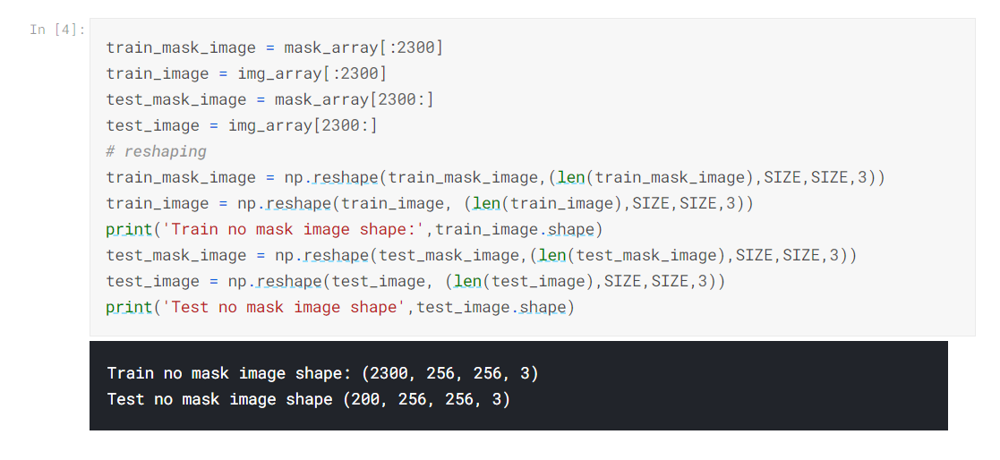 In [4]:
train_mask_image = mask_array[:2300]
train_image = img_array[:2300]
test_mask_image = mask_array[2300:]
test_image = img_array[2300:]
# reshaping
train_mask_image = np.reshape(train_mask_image,(len(train_mask_image),SIZE,SIZE,3))
train_image = np.reshape(train_image, (len(train_image),SIZE,SIZE,3))
print('Train no mask image shape:',train_image.shape)
test_mask_image = np.reshape(test_mask_image,(len(test_mask_image),SIZE,SIZE,3))
test_image = np.reshape(test_image, (len(test_image),SIZE,SIZE,3))
print('Test no mask image shape',test_image.shape)
Train no mask image shape: (2300, 256, 256, 3)
Test no mask image shape (200, 256, 256, 3)